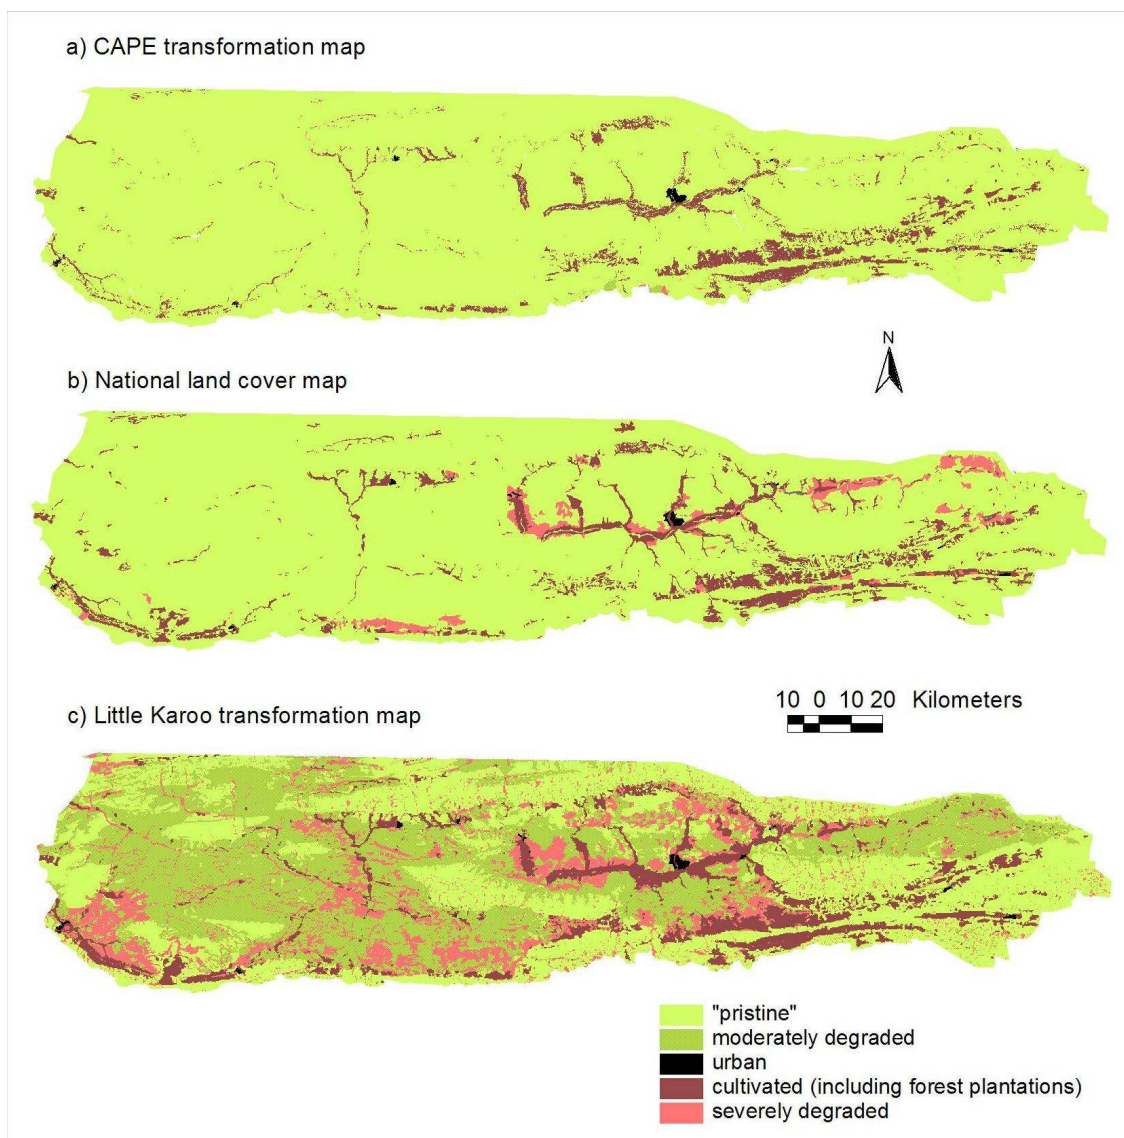 a) CAPE transformation map
N
b) National land cover map
10 0 10 20 Kilometers
c) Little Karoo transformation map
"pristine"
moderately degraded
urban
cultivated (including forest plantations)
severely degraded